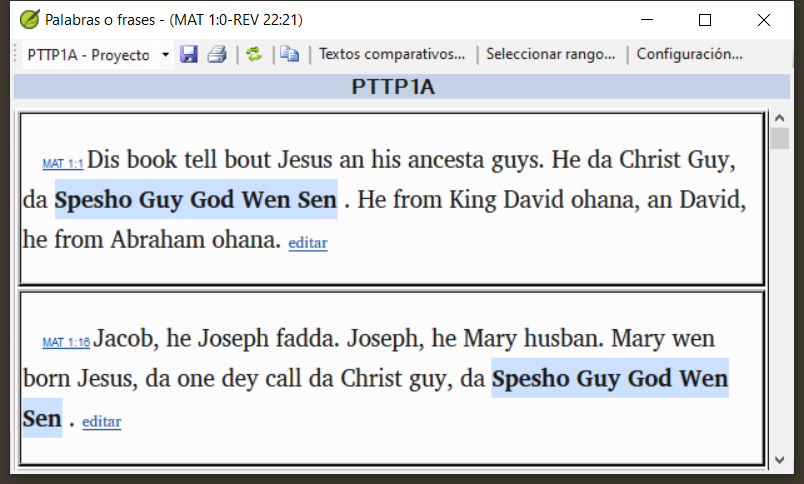 Palabras o frases - (MAT 1:0-REV 22:21)
PTTP1A - Proyecto Textos comparativos... Seleccionar rango... Configuración...
PTTP1A
MAT 1:1 Dis book tell bout Jesus an his ancesta guys. He da Christ Guy,
da Spesho Guy God Wen Sen . He from King David ohana, an David,
he from Abraham ohana. editar
MAT 1:16 Jacob, he Joseph fadda. Joseph, he Mary husban. Mary wen
born Jesus, da one dey call da Christ guy, da Spesho Guy God Wen
Sen . editar